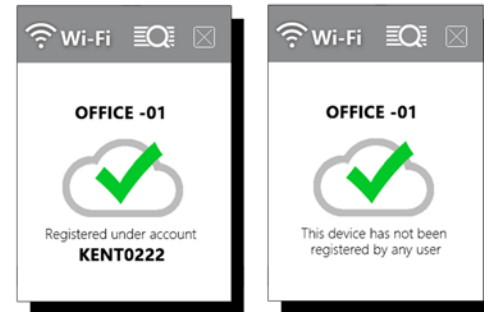 Wi-Fi
OFFICE -01
Registered under account
KENT0222
Wi-Fi
OFFICE -01
This device has not been
registered by any user